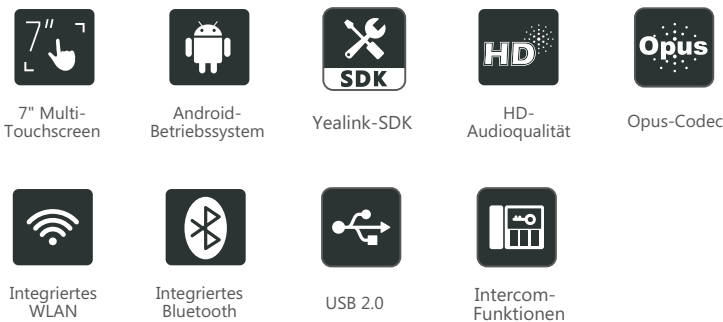 7"
SDK
HD
Opus
7" Multi-
Touchscreen
Android-
Betriebssystem
Yealink-SDK
HD-
Audioqualität
Opus-Codec
Integriertes
WLAN
Integriertes
Bluetooth
USB 2.0
Intercom-
Funktionen